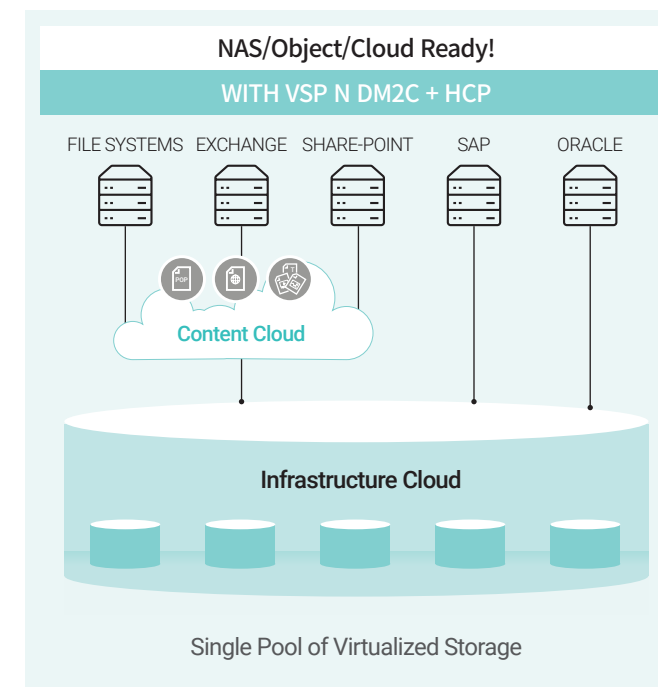 NAS/Object/Cloud Ready!
WITH VSP N DM2C + HCP
FILE SYSTEMS EXCHANGE SHARE-POINT SAP ORACLE
POP
T
Content Cloud
Infrastructure Cloud
Single Pool of Virtualized Storage